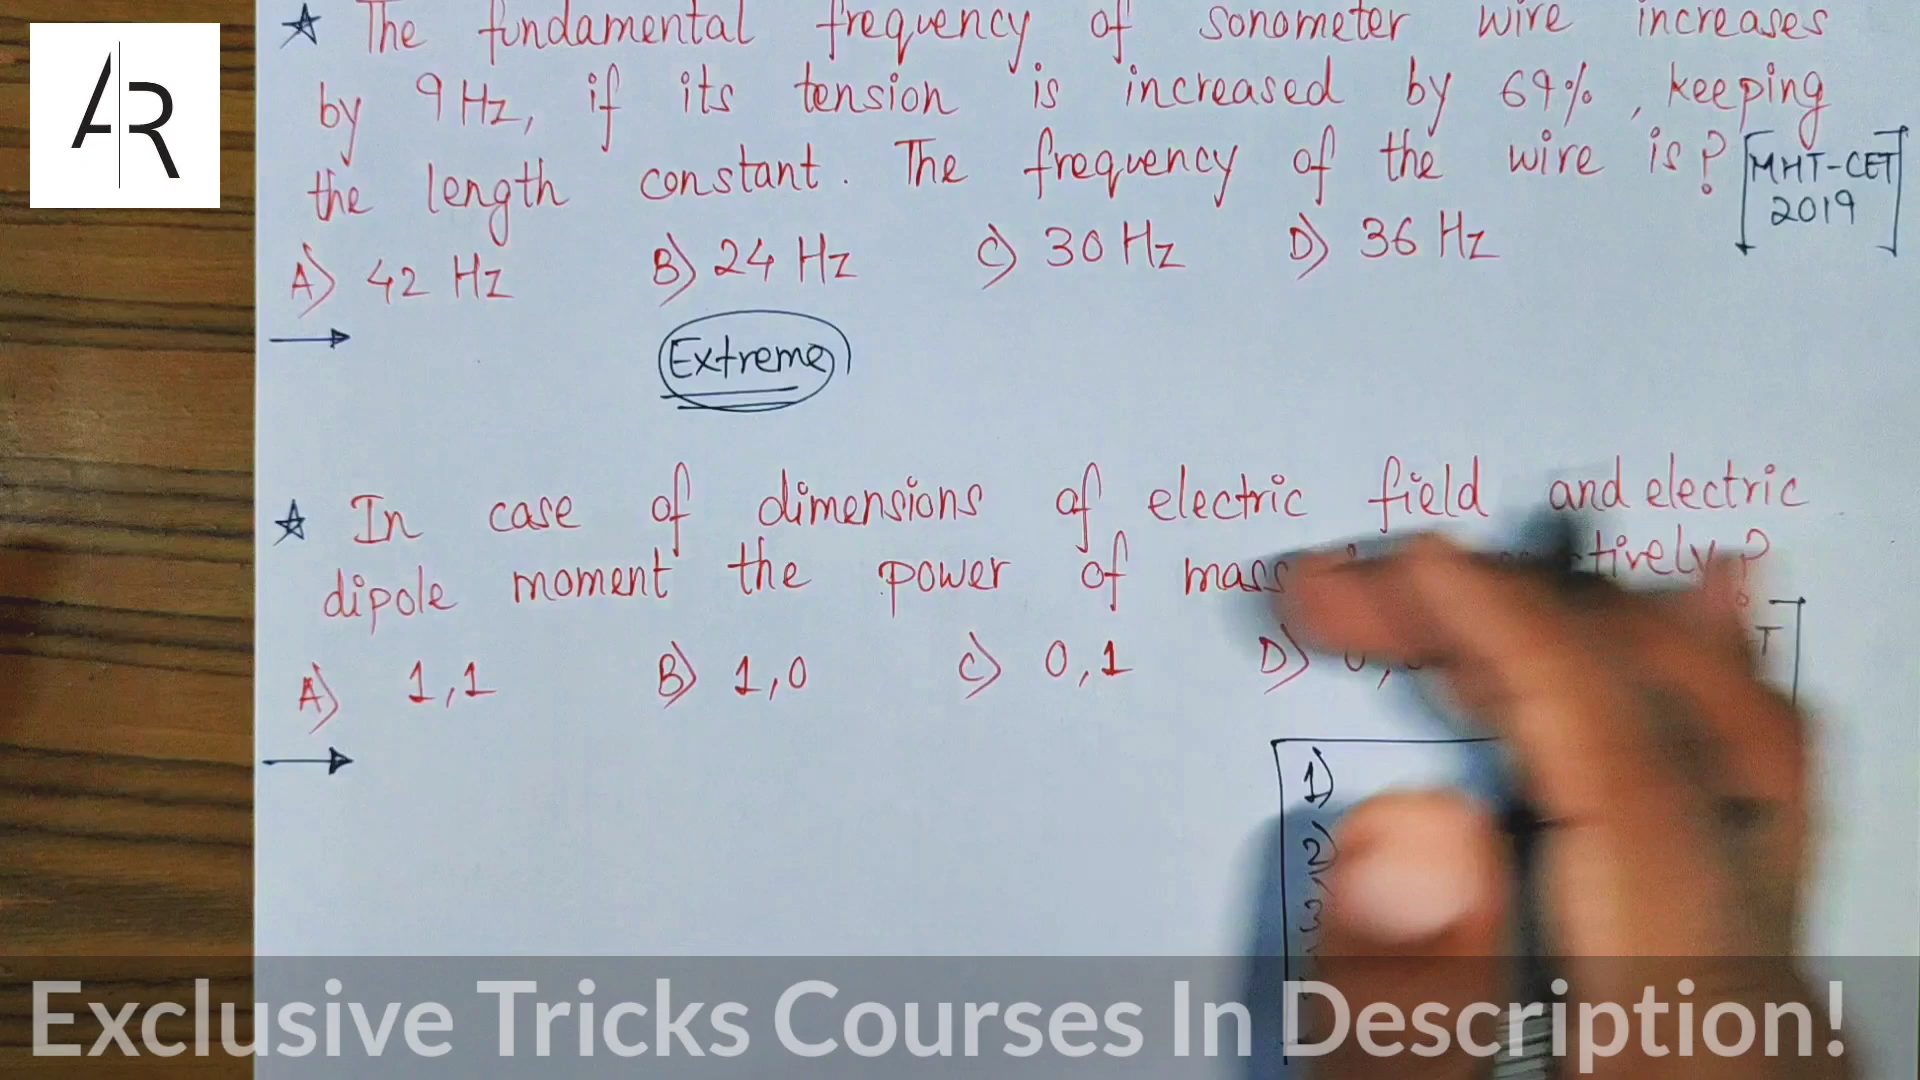 AR
★ The fundamental frequency of sonometer wire increases
by 9 Hz, if its tension is increased by 69%, keeping
the length constant. The frequency of the wire is?
[MHT-CET
2019]
A) 42 Hz B) 24 Hz C) 30 Hz D) 36 Hz
Extreme
★ In case of dimensions of electric field and electric
dipole moment the power of mass
A) 1,1 B) 1,0 C) 0,1 D)
1)
2)
3)
Exclusive Tricks Courses In Description!